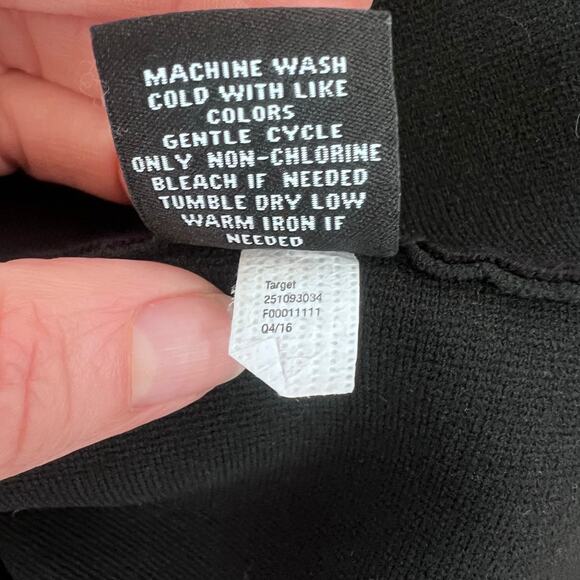 MACHINE WASH
COLD WITH LIKE
COLORS
GENTLE CYCLE
ONLY NON-CHLORINE
BLEACH IF NEEDED
TUMBLE DRY LOW
WARM IRON IF
NEEDED
Target
251093034
F00011111
Q4/16